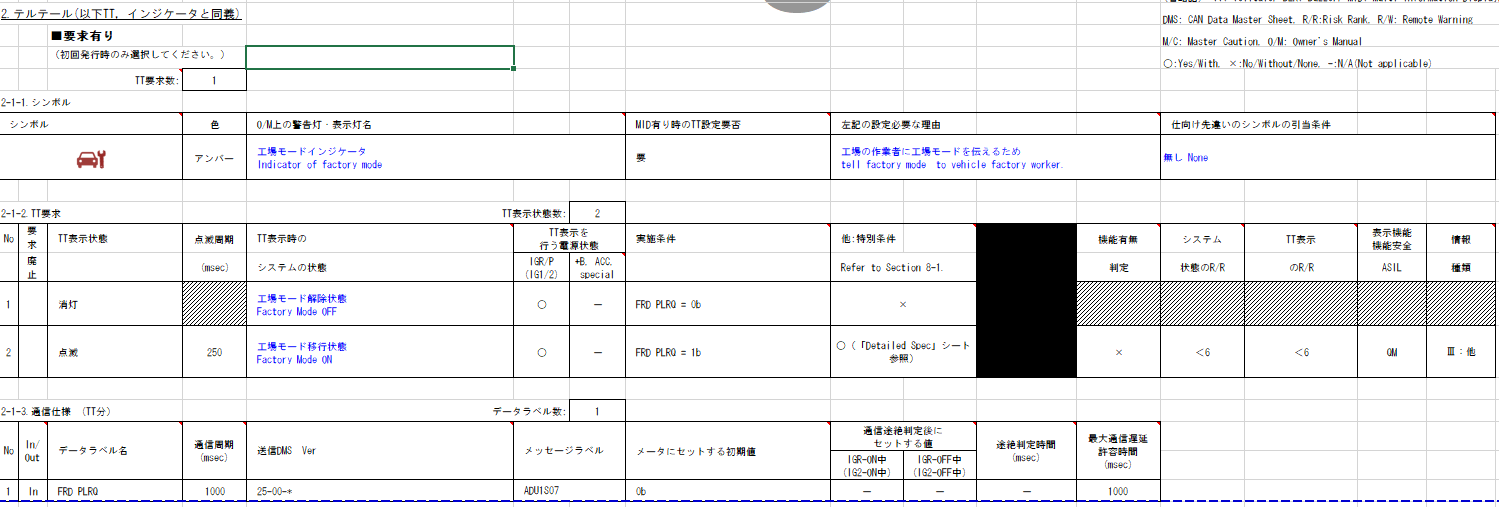 2.テルテール(以下TT, インジケータと同義)
■要求有り
(初回発行時のみ選択してください。)
TT要求数: 1
DMS: CAN Data Master Sheet, R/R:Risk Rank, R/W: Remote Warning
M/C: Master Caution, O/M: Owner's Manual
○:Yes/With, ×:No/Without/None, -:N/A(Not applicable)
2-1-1.シンボル
シンボル 色 O/M上の警告灯・表示灯名 MID有り時のTT設定要否 左記の設定必要な理由 仕向け先違いのシンボルの引当条件
アンバー 工場モードインジケータ 要 工場の作業者に工場モードを伝えるため 無し None
Indicator of factory mode tell factory mode to vehicle factory worker.
2-1-2.TT要求 TT表示状態数: 2
No 要求 TT表示状態 点滅周期 TT表示時の TT表示を行う電源状態 実施条件 他:特別条件 機能有無 システム TT表示 表示機能機能安全 情報
廃止 (msec) システムの状態 IGR/P (IG1/2) +B, ACC, special Refer to Section 8-1. 判定 状態のR/R のR/R ASIL 種類
1 消灯 工場モード解除状態 ○ － FRD PLRQ = 0b ×
Factory Mode OFF
2 点滅 250 工場モード移行状態 ○ － FRD PLRQ = 1b ○(「Detailed Spec」シート参照) × <6 <6 QM Ⅲ:他
Factory Mode ON
2-1-3.通信仕様 (TT分) データラベル数: 1
No In/Out データラベル名 通信周期 (msec) 送信DMS Ver メッセージラベル メータにセットする初期値 通信途絶判定後にセットする値 途絶判定時間 (msec) 最大通信遅延許容時間 (msec)
IGR-ON中 (IG2-ON中) IGR-OFF中 (IG2-OFF中)
1 In FRD PLRQ 1000 25-00-* ADU1S07 0b － － － 1000